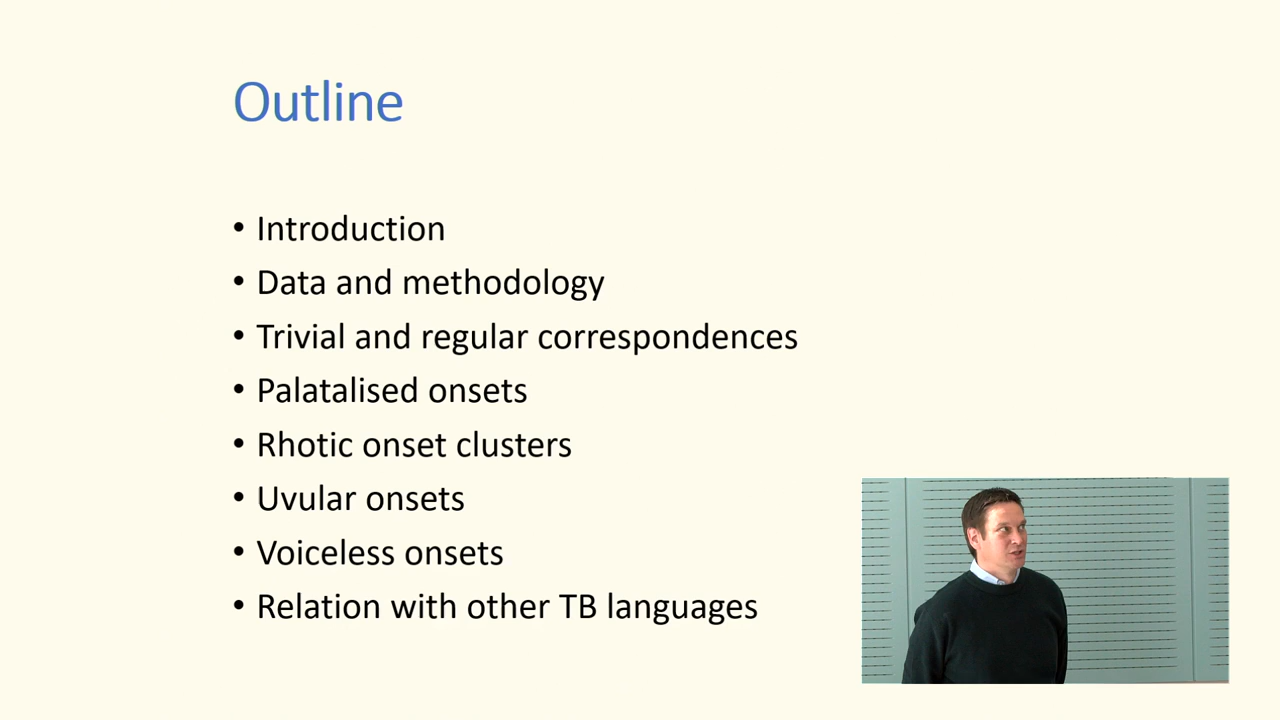 Outline
• Introduction
• Data and methodology
• Trivial and regular correspondences
• Palatalised onsets
• Rhotic onset clusters
• Uvular onsets
• Voiceless onsets
• Relation with other TB languages